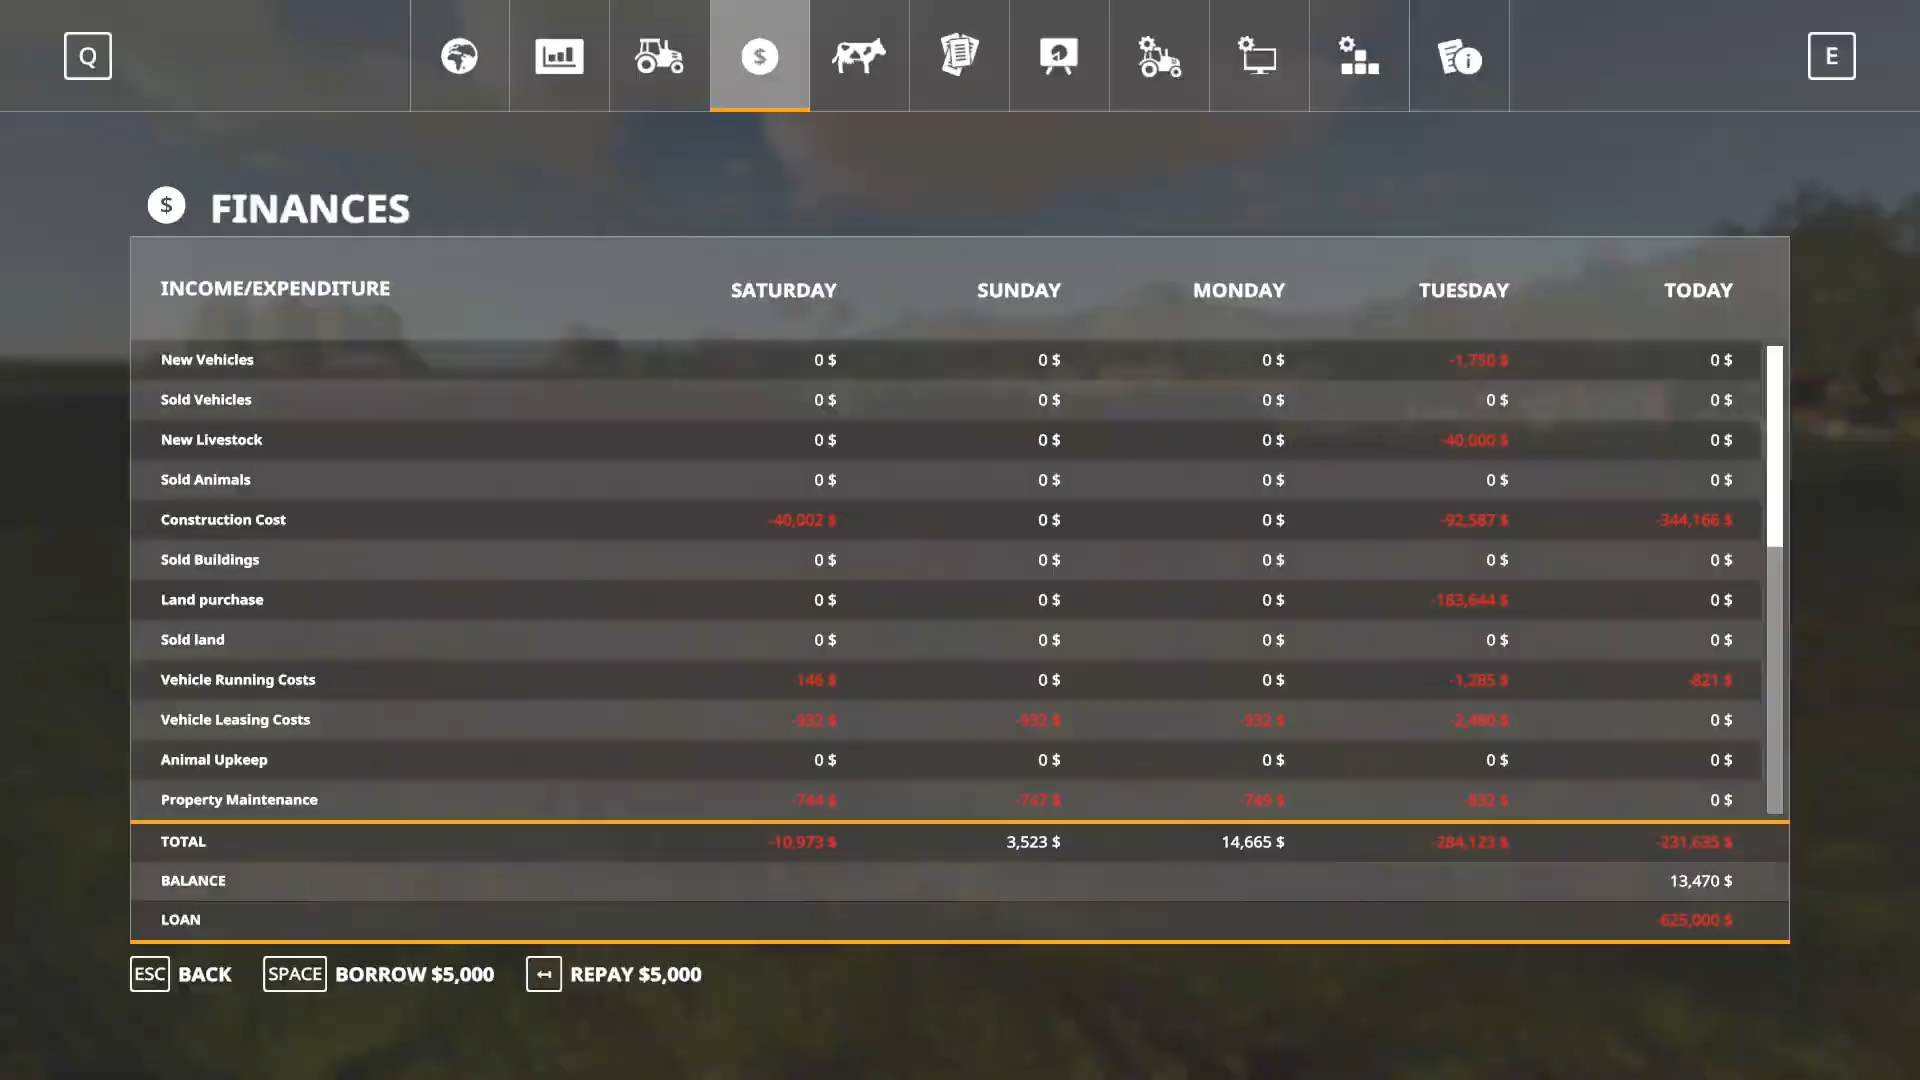 Q
$
E
$ FINANCES
INCOME/EXPENDITURE SATURDAY SUNDAY MONDAY TUESDAY TODAY
New Vehicles 0 $ 0 $ 0 $ -1,750 $ 0 $
Sold Vehicles 0 $ 0 $ 0 $ 0 $ 0 $
New Livestock 0 $ 0 $ 0 $ -40,000 $ 0 $
Sold Animals 0 $ 0 $ 0 $ 0 $ 0 $
Construction Cost -40,002 $ 0 $ 0 $ -92,587 $ -344,166 $
Sold Buildings 0 $ 0 $ 0 $ 0 $ 0 $
Land purchase 0 $ 0 $ 0 $ -183,644 $ 0 $
Sold land 0 $ 0 $ 0 $ 0 $ 0 $
Vehicle Running Costs -146 $ 0 $ 0 $ -1,285 $ -821 $
Vehicle Leasing Costs -932 $ -932 $ -932 $ -2,480 $ 0 $
Animal Upkeep 0 $ 0 $ 0 $ 0 $ 0 $
Property Maintenance -744 $ -747 $ -749 $ -832 $ 0 $
TOTAL -10,973 $ 3,523 $ 14,665 $ -284,123 $ -231,635 $
BALANCE 13,470 $
LOAN -625,000 $
ESC BACK SPACE BORROW $5,000 REPAY $5,000